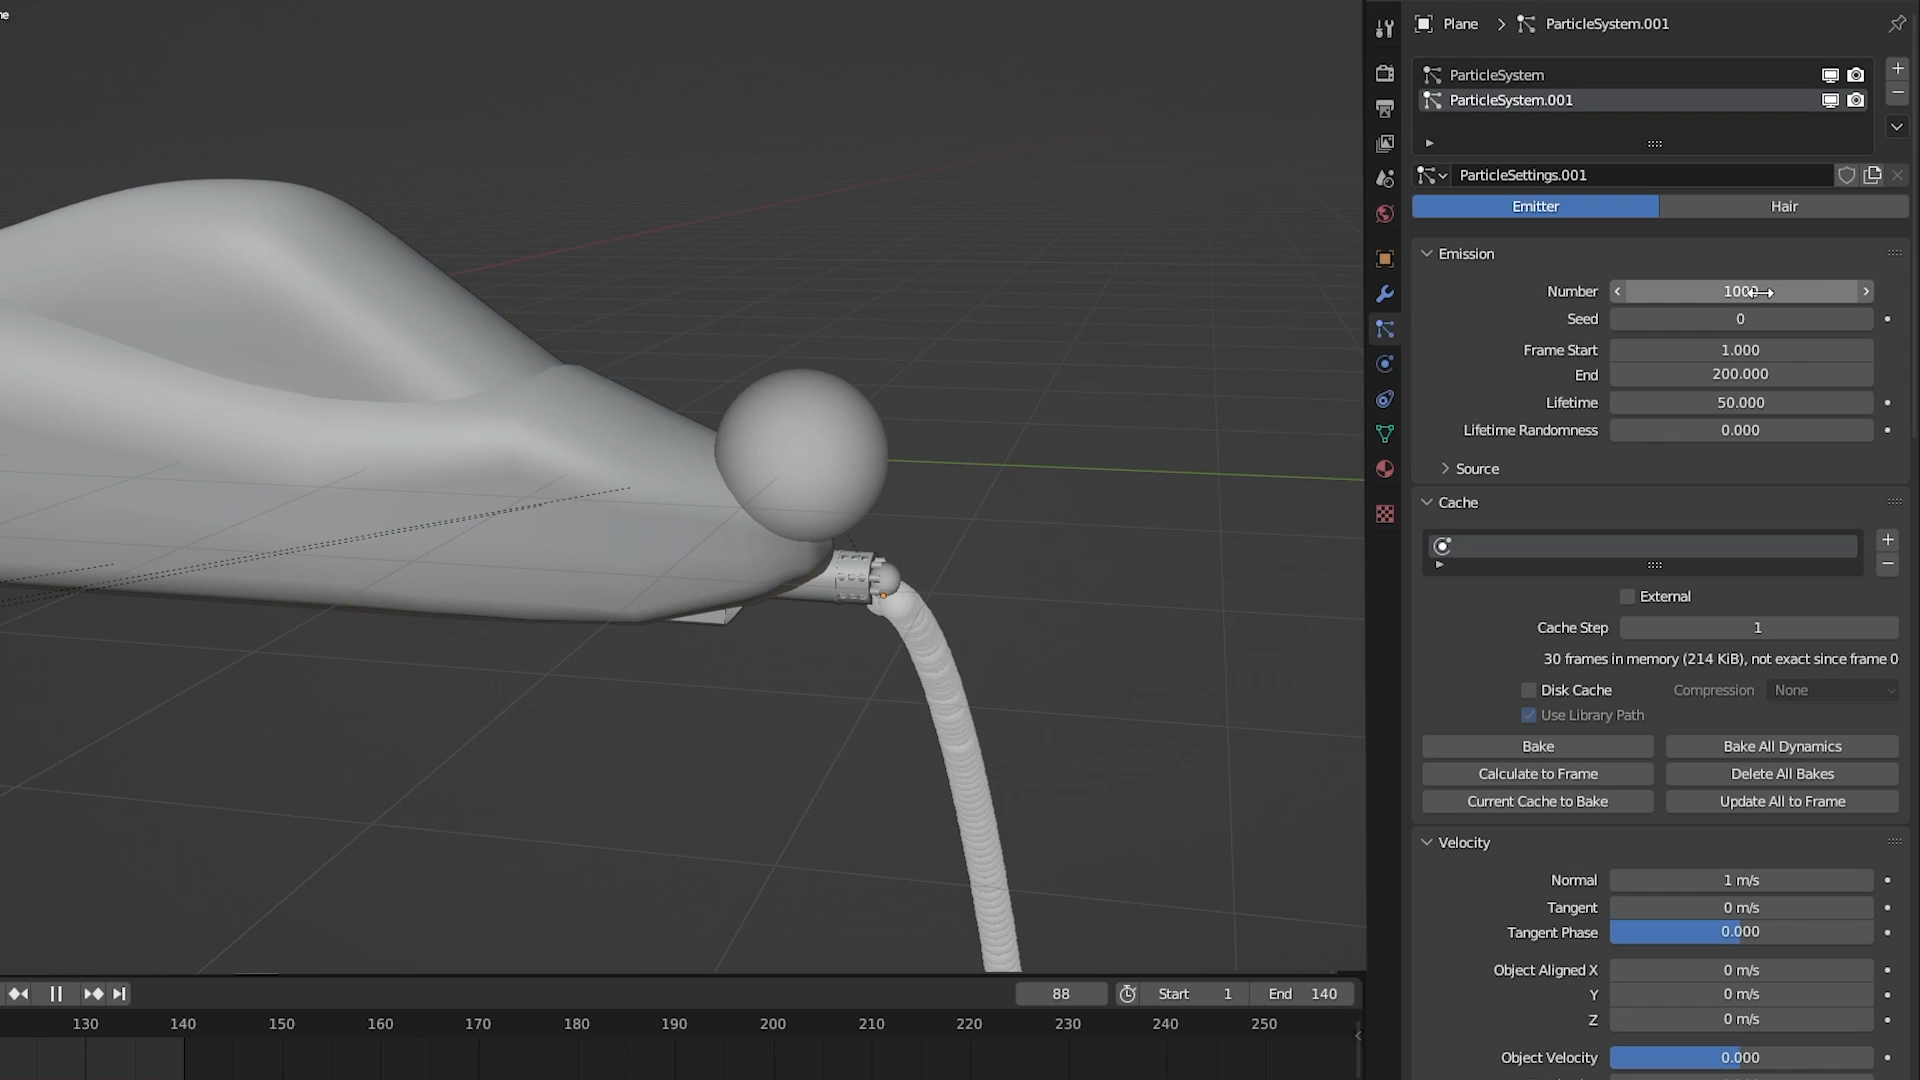 ne
Plane > ParticleSystem.001
ParticleSystem
ParticleSystem.001
ParticleSettings.001
Emitter Hair
Emission
Number 1000
Seed 0
Frame Start 1.000
End 200.000
Lifetime 50.000
Lifetime Randomness 0.000
Source
Cache
External
Cache Step 1
30 frames in memory (214 KiB), not exact since frame 0
Disk Cache Compression None
Use Library Path
Bake Bake All Dynamics
Calculate to Frame Delete All Bakes
Current Cache to Bake Update All to Frame
Velocity
Normal 1 m/s
Tangent 0 m/s
Tangent Phase 0.000
Object Aligned X 0 m/s
Y 0 m/s
Z 0 m/s
Object Velocity 0.000
88 Start 1 End 140
130 140 150 160 170 180 190 200 210 220 230 240 250